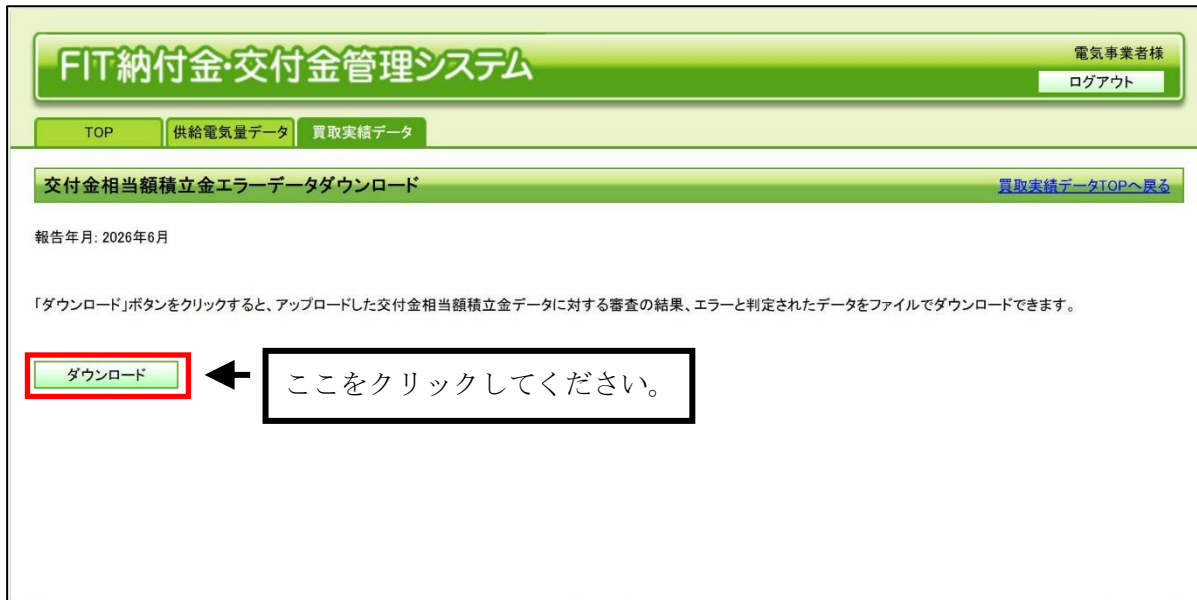 FIT納付金・交付金管理システム
電気事業者様
ログアウト
TOP
供給電気量データ
買取実績データ
交付金相当額積立金エラーデータダウンロード
買取実績データTOPへ戻る
報告年月: 2026年6月
「ダウンロード」ボタンをクリックすると、アップロードした交付金相当額積立金データに対する審査の結果、エラーと判定されたデータをファイルでダウンロードできます。
ダウンロード
ここをクリックしてください。